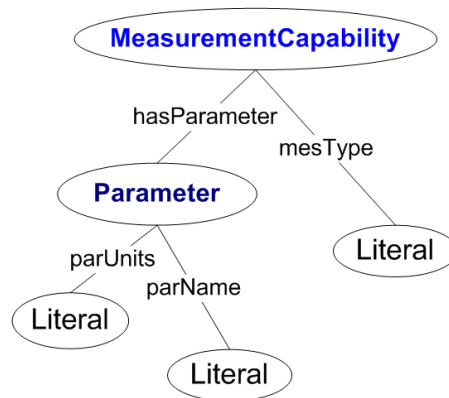 MeasurementCapability
hasParameter
mesType
Parameter
Literal
parUnits
parName
Literal
Literal